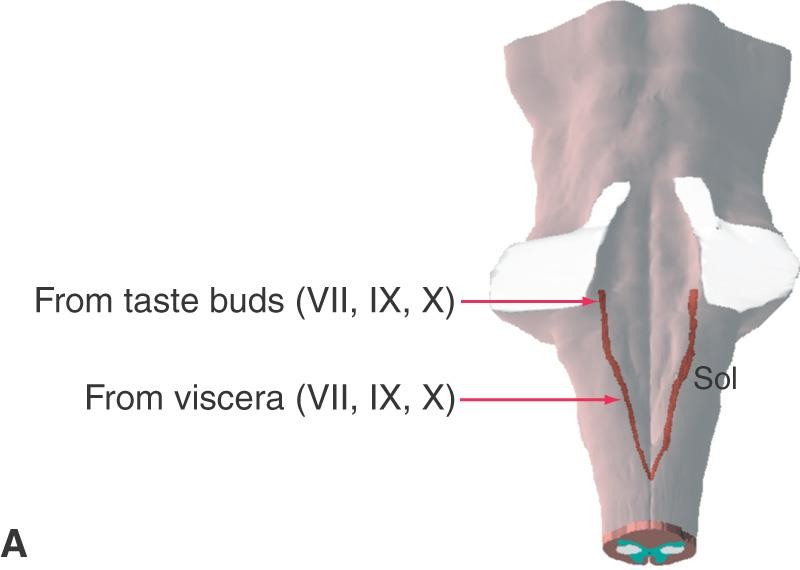 From taste buds (VII, IX, X)
Sol
From viscera (VII, IX, X)
A